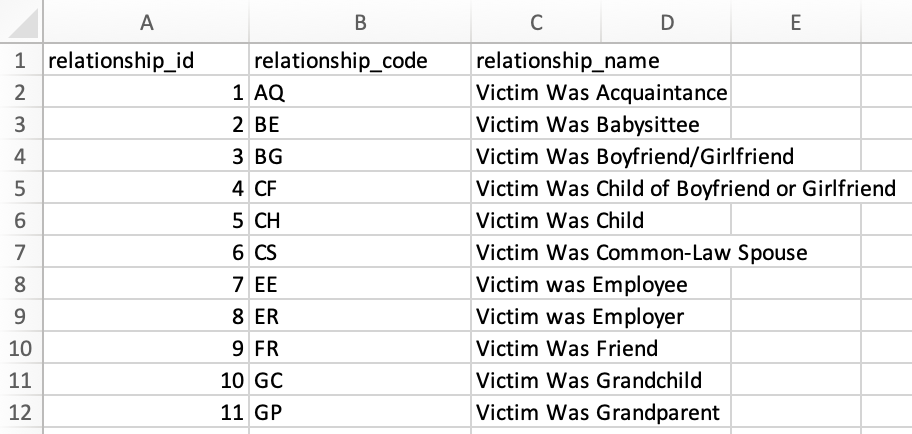 A B C D E
1 relationship_id relationship_code relationship_name
2 1 AQ Victim Was Acquaintance
3 2 BE Victim Was Babysittee
4 3 BG Victim Was Boyfriend/Girlfriend
5 4 CF Victim Was Child of Boyfriend or Girlfriend
6 5 CH Victim Was Child
7 6 CS Victim Was Common-Law Spouse
8 7 EE Victim was Employee
9 8 ER Victim was Employer
10 9 FR Victim Was Friend
11 10 GC Victim Was Grandchild
12 11 GP Victim Was Grandparent